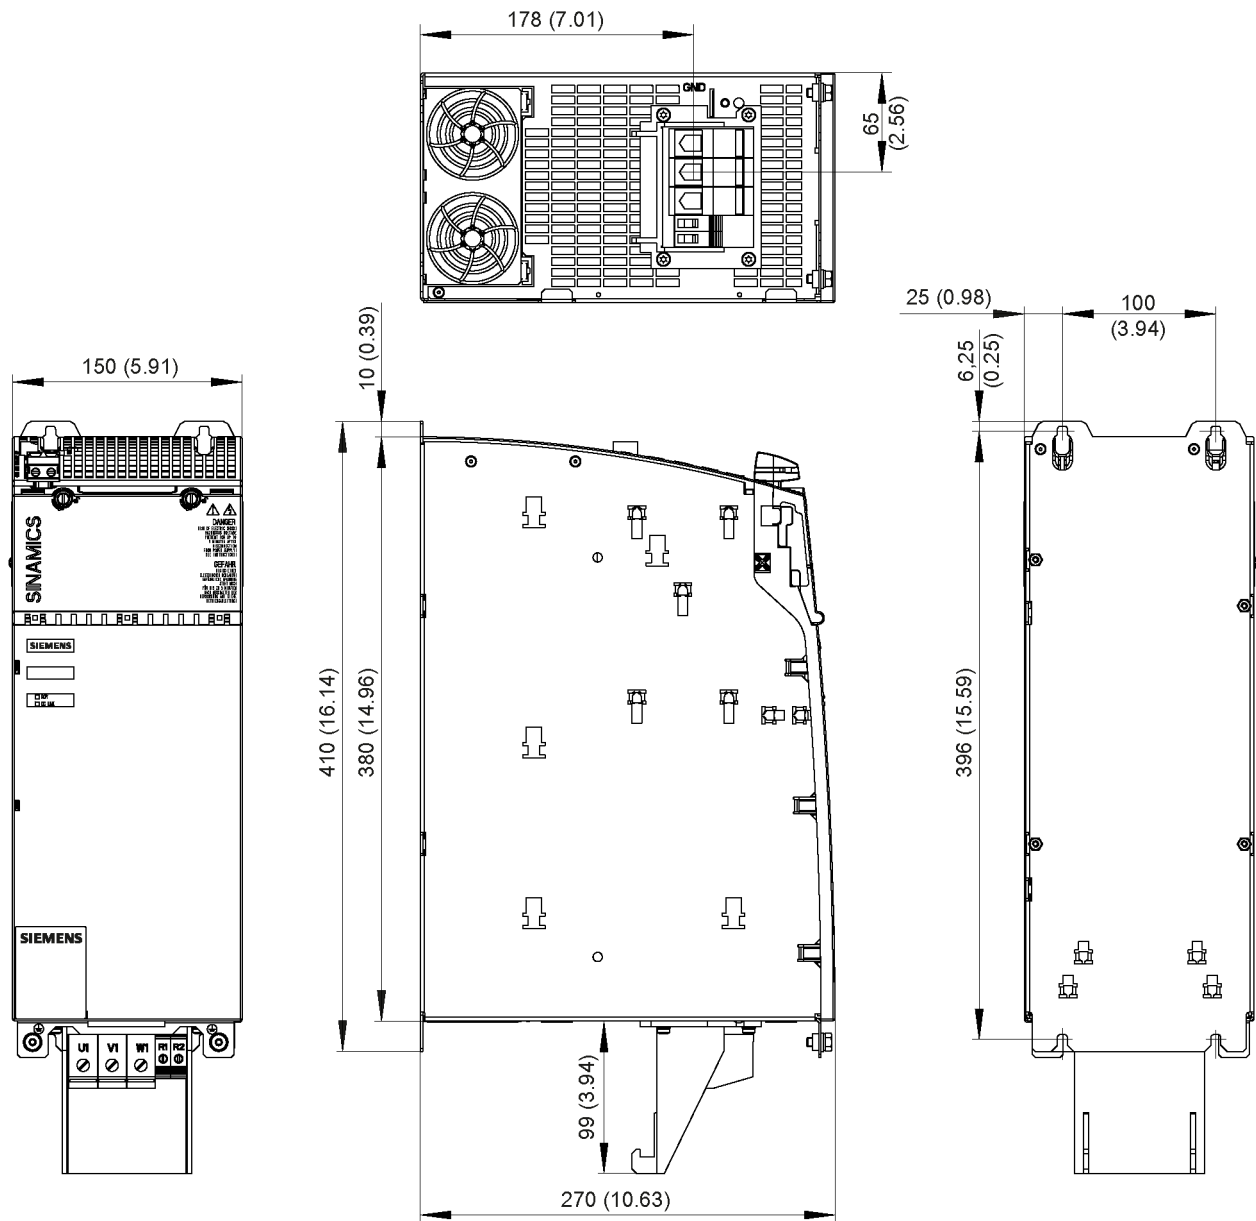 178 (7.01)
GND
65
(2.56)
25 (0.98)
100
(3.94)
6,25
(0.25)
10 (0.39)
150 (5.91)
SINAMICS
DANGER
GEFAHR
SIEMENS
410 (16.14)
380 (14.96)
396 (15.59)
SIEMENS
U1 V1 W1 R1 R2
99 (3.94)
270 (10.63)